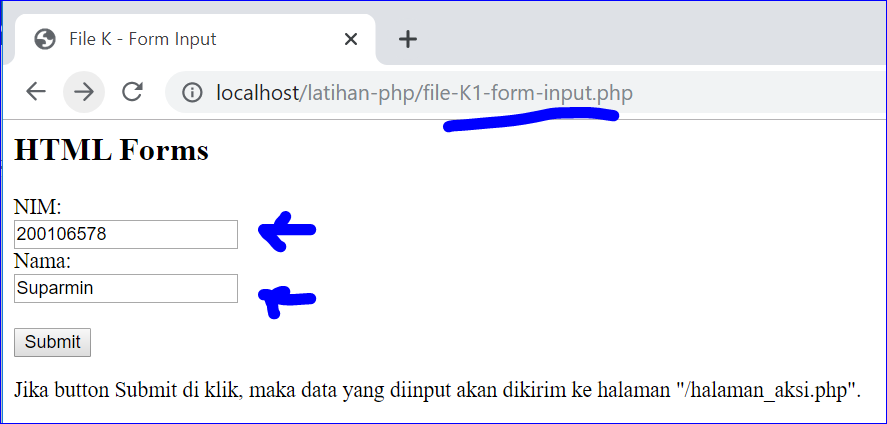 File K - Form Input
localhost/latihan-php/file-K1-form-input.php
HTML Forms
NIM:
200106578
Nama:
Suparmin
Submit
Jika button Submit di klik, maka data yang diinput akan dikirim ke halaman "/halaman_aksi.php".